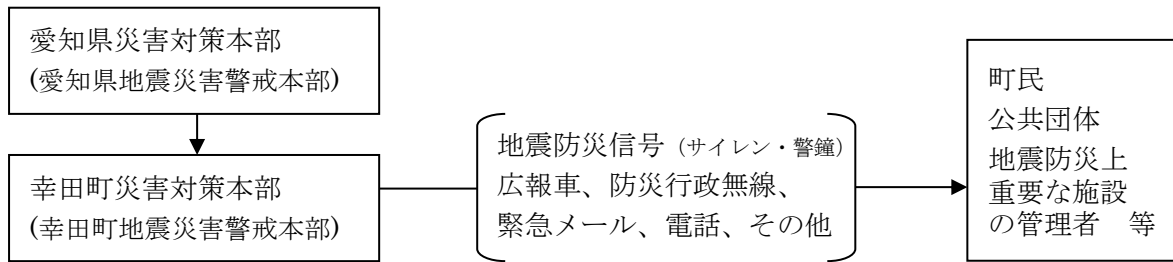 愛知県災害対策本部
(愛知県地震災害警戒本部)
幸田町災害対策本部
(幸田町地震災害警戒本部)
地震防災信号（サイレン・警鐘）
広報車、防災行政無線、
緊急メール、電話、その他
町民
公共団体
地震防災上
重要な施設
の管理者　等